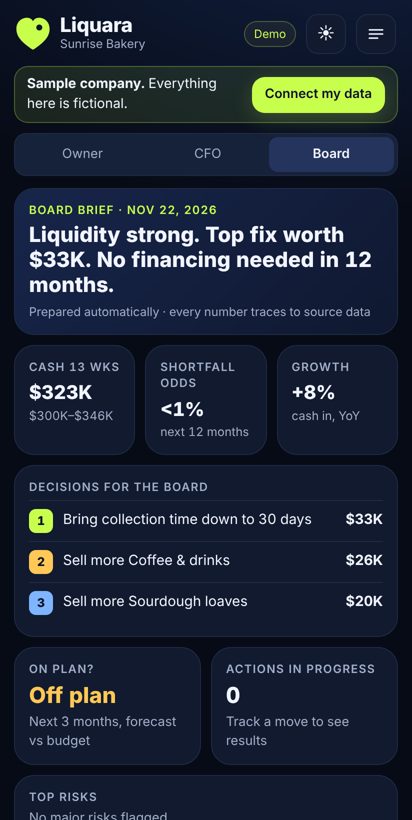 Liquara
Sunrise Bakery
Demo
Sample company. Everything
here is fictional.
Connect my data
Owner
CFO
Board
BOARD BRIEF · NOV 22, 2026
Liquidity strong. Top fix worth
$33K. No financing needed in 12
months.
Prepared automatically · every number traces to source data
CASH 13 WKS
$323K
$300K–$346K
SHORTFALL
ODDS
<1%
next 12 months
GROWTH
+8%
cash in, YoY
DECISIONS FOR THE BOARD
1 Bring collection time down to 30 days $33K
2 Sell more Coffee & drinks $26K
3 Sell more Sourdough loaves $20K
ON PLAN?
Off plan
Next 3 months, forecast
vs budget
ACTIONS IN PROGRESS
0
Track a move to see
results
TOP RISKS
No major risks flagged